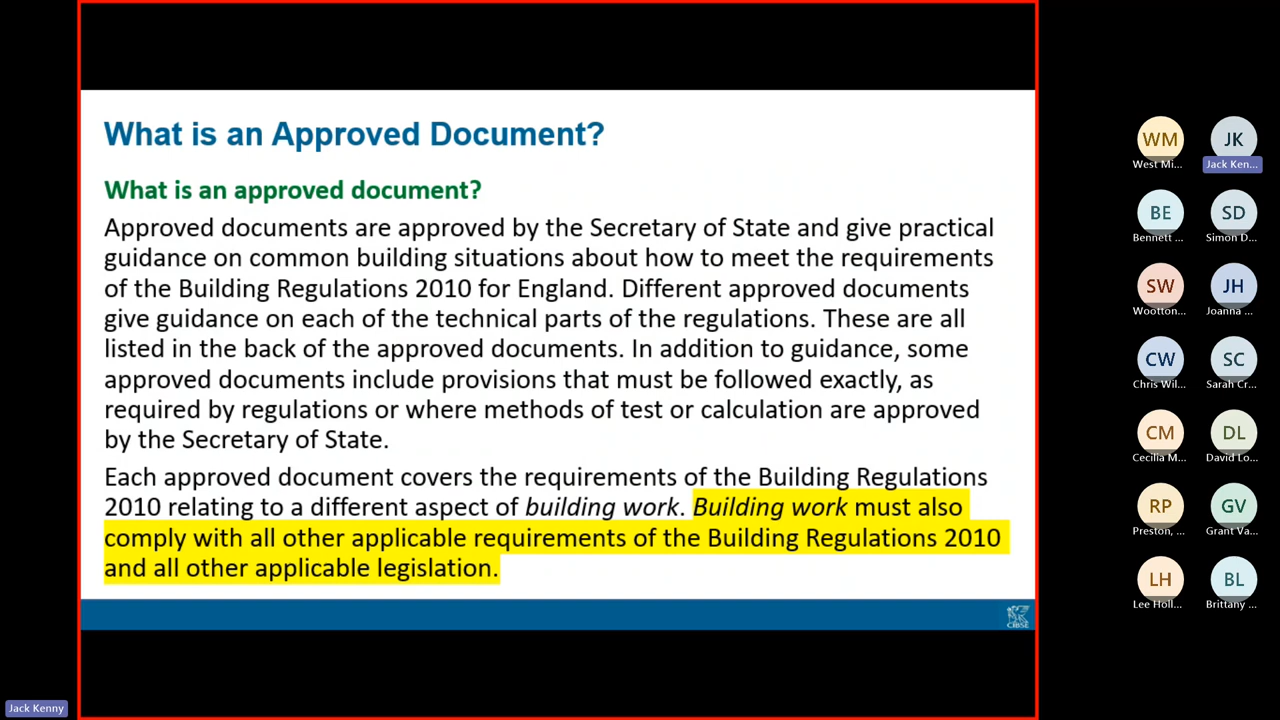 What is an Approved Document?
What is an approved document?
Approved documents are approved by the Secretary of State and give practical
guidance on common building situations about how to meet the requirements
of the Building Regulations 2010 for England. Different approved documents
give guidance on each of the technical parts of the regulations. These are all
listed in the back of the approved documents. In addition to guidance, some
approved documents include provisions that must be followed exactly, as
required by regulations or where methods of test or calculation are approved
by the Secretary of State.
Each approved document covers the requirements of the Building Regulations
2010 relating to a different aspect of building work. Building work must also
comply with all other applicable requirements of the Building Regulations 2010
and all other applicable legislation.
CIBSE
Jack Kenny
WM
West Mi...
JK
Jack Ken...
BE
Bennett ...
SD
Simon D...
SW
Wootton...
JH
Joanna ...
CW
Chris Wil...
SC
Sarah Cr...
CM
Cecilia M...
DL
David Lo...
RP
Preston, ...
GV
Grant Va...
LH
Lee Holl...
BL
Brittany ...